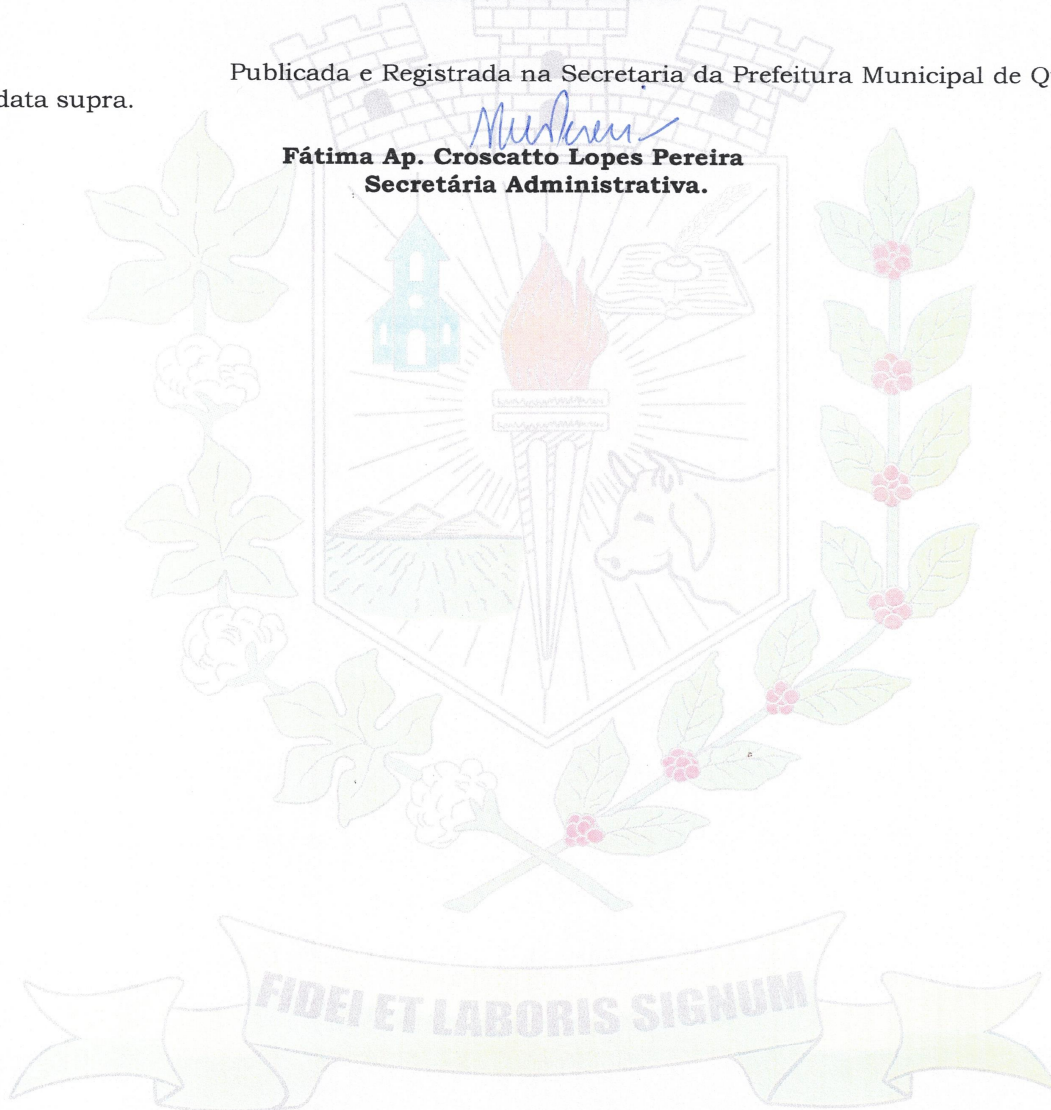 Publicada e Registrada na Secretaria da Prefeitura Municipal de Q
data supra.
Fátima Ap. Croscatto Lopes Pereira
Secretária Administrativa.
FIDEI ET LABORIS SIGNUM